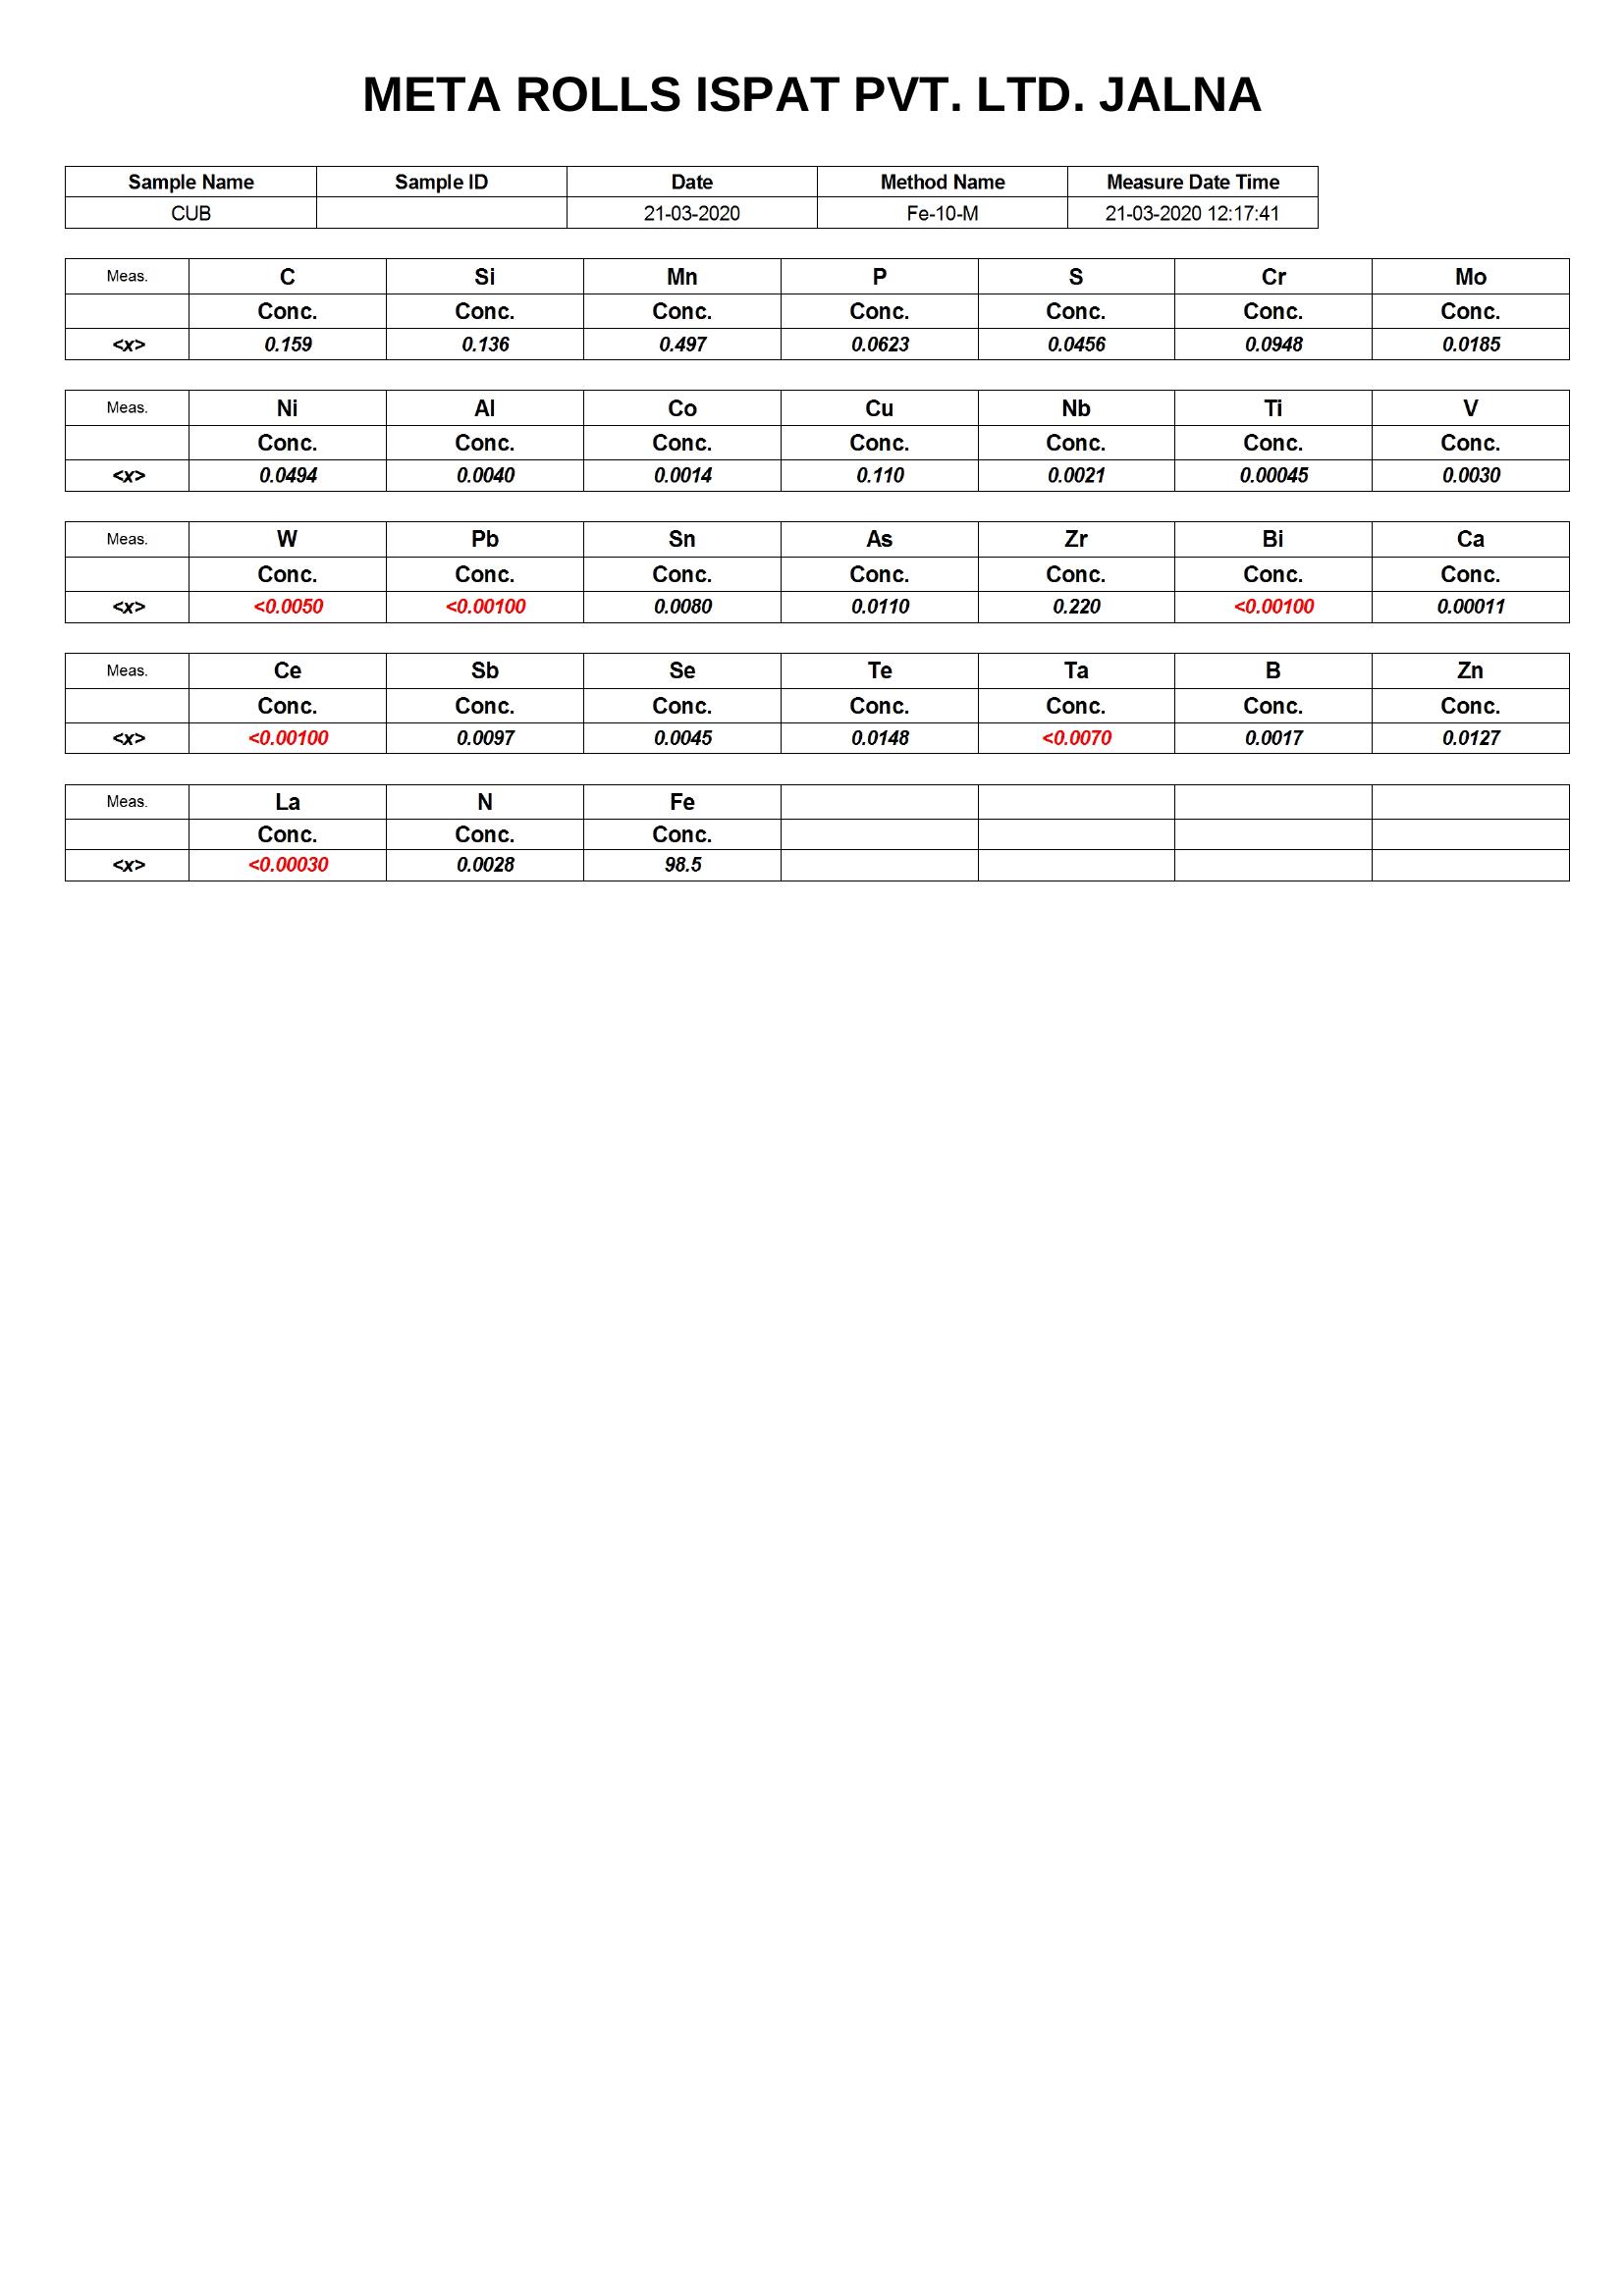 META ROLLS ISPAT PVT. LTD. JALNA
Sample Name Sample ID Date Method Name Measure Date Time
CUB 21-03-2020 Fe-10-M 21-03-2020 12:17:41
Meas. C Si Mn P S Cr Mo
Conc. Conc. Conc. Conc. Conc. Conc. Conc.
<x> 0.159 0.136 0.497 0.0623 0.0456 0.0948 0.0185
Meas. Ni Al Co Cu Nb Ti V
Conc. Conc. Conc. Conc. Conc. Conc. Conc.
<x> 0.0494 0.0040 0.0014 0.110 0.0021 0.00045 0.0030
Meas. W Pb Sn As Zr Bi Ca
Conc. Conc. Conc. Conc. Conc. Conc. Conc.
<x> <0.0050 <0.00100 0.0080 0.0110 0.220 <0.00100 0.00011
Meas. Ce Sb Se Te Ta B Zn
Conc. Conc. Conc. Conc. Conc. Conc. Conc.
<x> <0.00100 0.0097 0.0045 0.0148 <0.0070 0.0017 0.0127
Meas. La N Fe
Conc. Conc. Conc.
<x> <0.00030 0.0028 98.5